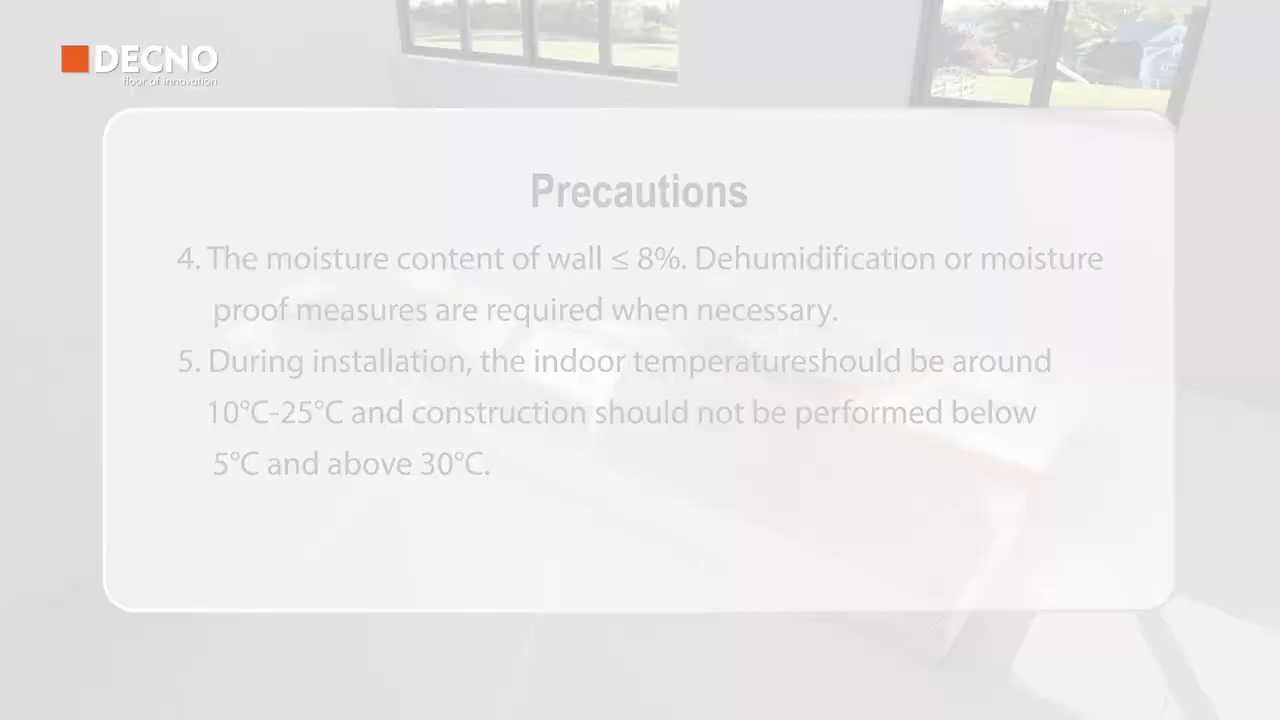 DECNO
floor of innovation
Precautions
4. The moisture content of wall ≤ 8%. Dehumidification or moisture
proof measures are required when necessary.
5. During installation, the indoor temperatureshould be around
10°C-25°C and construction should not be performed below
5°C and above 30°C.